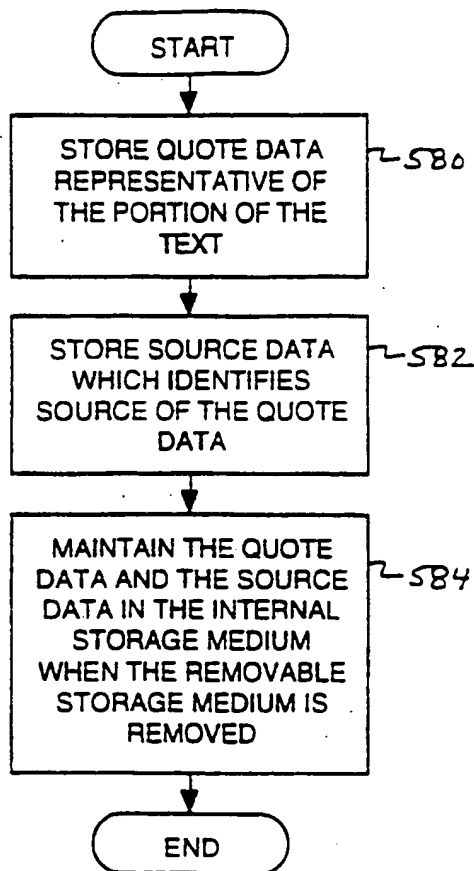 START
STORE QUOTE DATA
580
REPRESENTATIVE OF
THE PORTION OF THE
TEXT
STORE SOURCE DATA
582
WHICH IDENTIFIES
SOURCE OF THE QUOTE
DATA
MAINTAIN THE QUOTE
584
DATA AND THE SOURCE
DATA IN THE INTERNAL
STORAGE MEDIUM
WHEN THE REMOVABLE
STORAGE MEDIUM IS
REMOVED
END